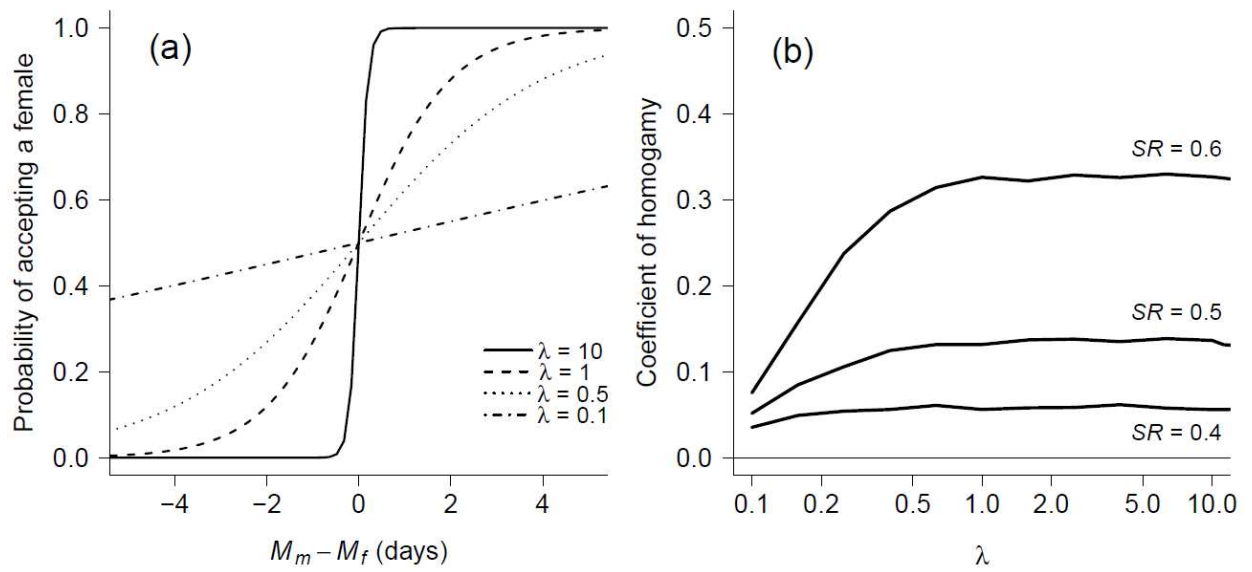 (a)
Probability of accepting a female
1.0
0.8
0.6
0.4
0.2
0.0
λ = 10
λ = 1
λ = 0.5
λ = 0.1
−4
−2
0
2
4
Mm − Mf (days)
(b)
Coefficient of homogamy
0.5
0.4
0.3
0.2
0.1
0.0
SR = 0.6
SR = 0.5
SR = 0.4
0.1
0.2
0.5
1.0
2.0
5.0
10.0
λ